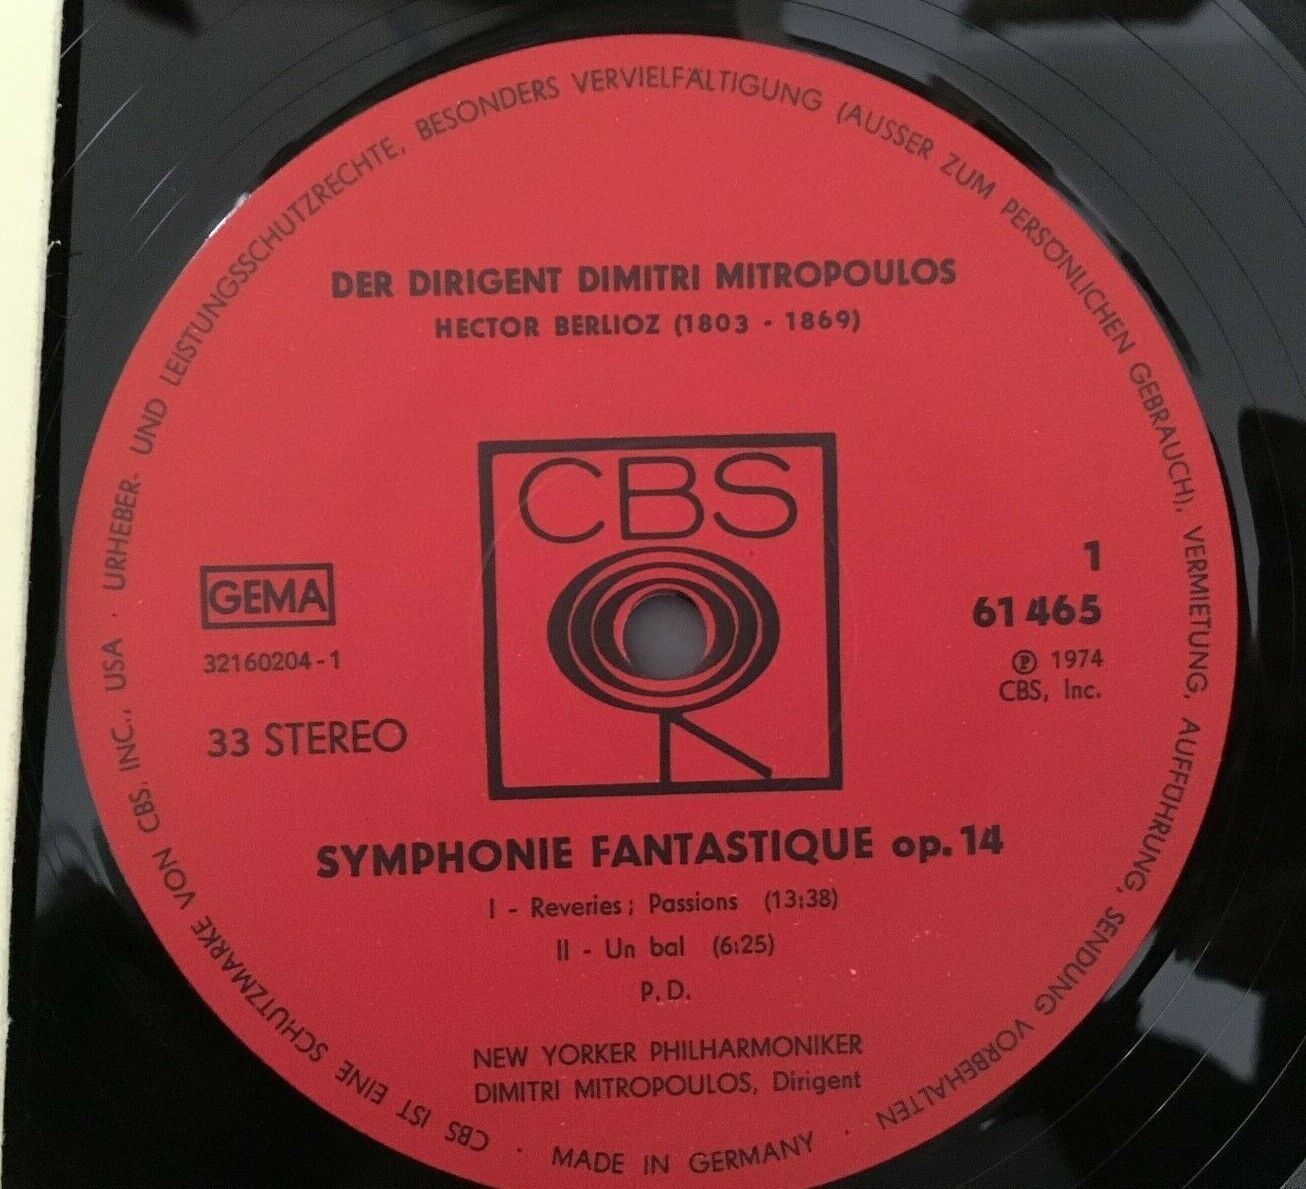 DER DIRIGENT DIMITRI MITROPOULOS
HECTOR BERLIOZ (1803 - 1869)
CBS
GEMA
32160204-1
33 STEREO
1
61 465
℗ 1974
CBS, Inc.
SYMPHONIE FANTASTIQUE op. 14
I - Reveries; Passions (13:38)
II - Un bal (6:25)
P.D.
NEW YORKER PHILHARMONIKER
DIMITRI MITROPOULOS, Dirigent
CBS IST EINE SCHUTZMARKE VON CBS, INC., USA · URHEBER- UND LEISTUNGSSCHUTZRECHTE, BESONDERS VERVIELFÄLTIGUNG (AUSSER ZUM PERSÖNLICHEN GEBRAUCH), VERMIETUNG, AUFFÜHRUNG, SENDUNG VORBEHALTEN · MADE IN GERMANY ·